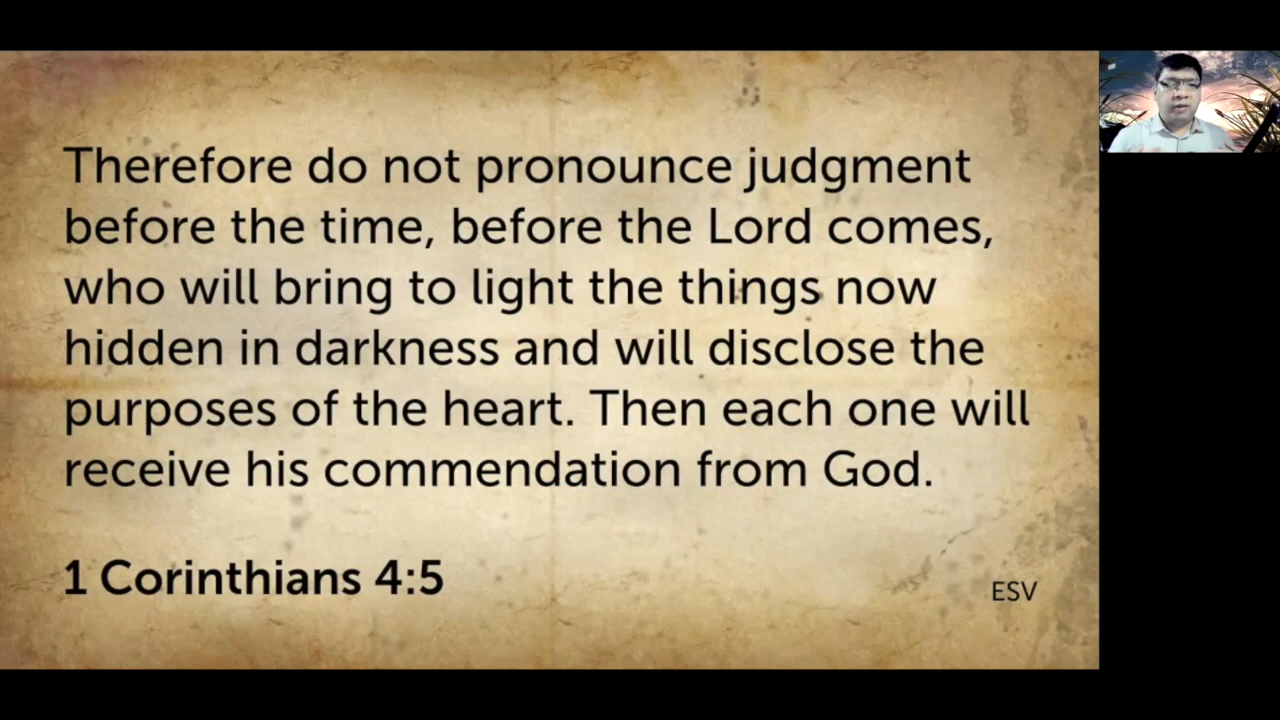 Therefore do not pronounce judgment
before the time, before the Lord comes,
who will bring to light the things now
hidden in darkness and will disclose the
purposes of the heart. Then each one will
receive his commendation from God.
1 Corinthians 4:5
ESV